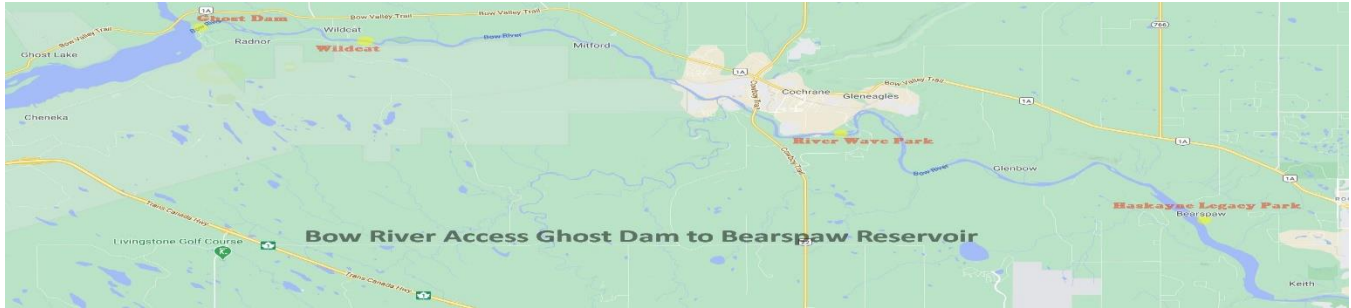 Ghost Dam
1A
Bow Valley Trail
Bow Valley Trail
Wildcat
Radnor
Wildcat
Bow River
Mitford
Ghost Lake
Bow Valley Trail
766
1A
Cowboy Trail
Cochrane
Gleneagles
Bow Valley Trail
1A
Cheneka
River Wave Park
1A
Cowboy Trail
Bow River
Glenbow
1A
Haskayne Legacy Park
Bearspaw
Trans Canada Hwy
Livingstone Golf Course
1
Bow River Access Ghost Dam to Bearspaw Reservoir
Trans Canada Hwy
1
Keith